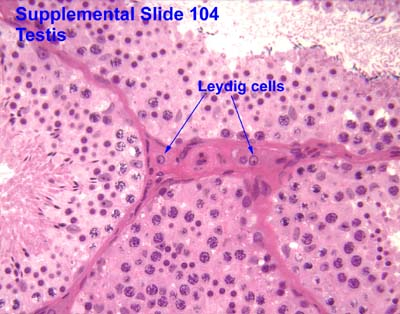 Supplemental Slide 104
Testis
Leydig cells